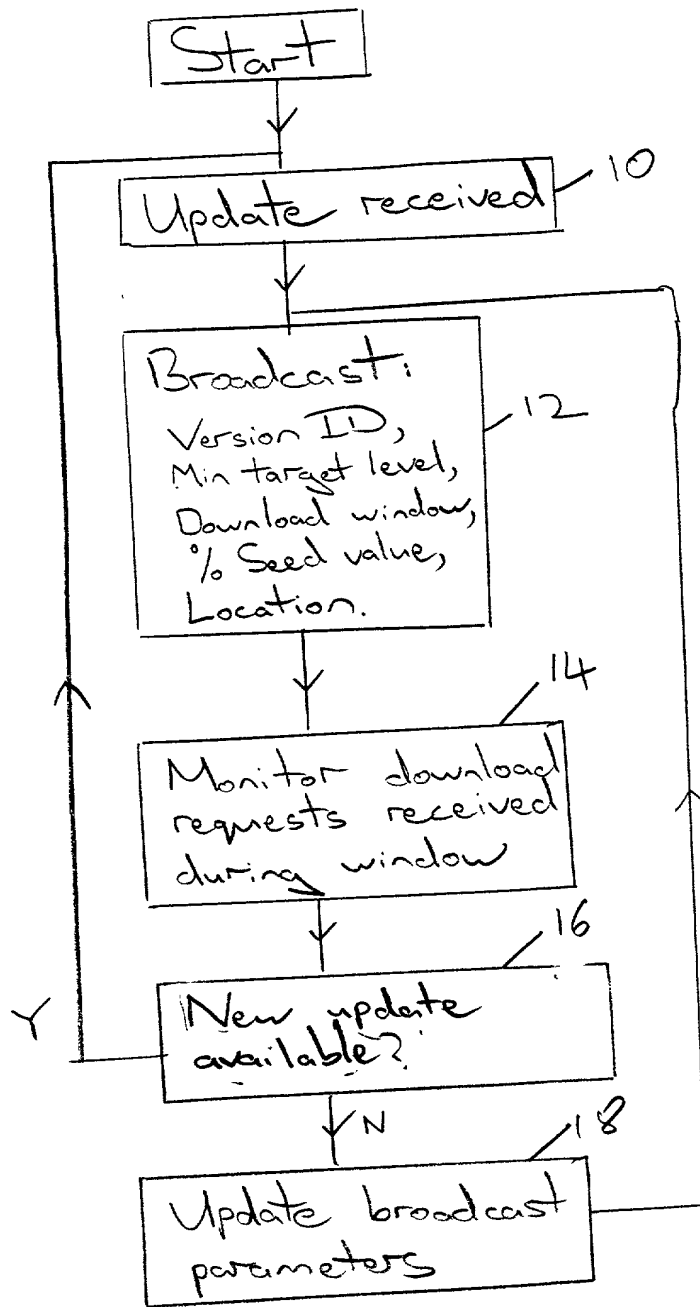 Start
Update received
10
Broadcast:
Version ID,
Min target level,
Download window,
% Seed value,
Location.
12
14
Monitor download
requests received
during window
16
New update
available?
Y
N
18
Update broadcast
parameters